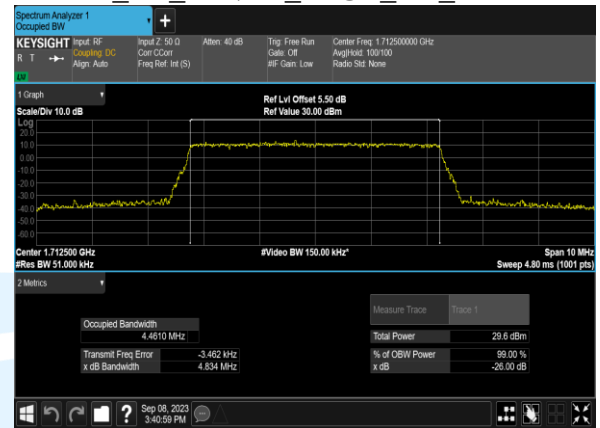 Spectrum Analyzer 1
Occupied BW
KEYSIGHT Input: RF Input Z: 50 Ω Atten: 40 dB Trig: Free Run Center Freq: 1.712500000 GHz
R T Coupling: DC Corr CCorr Gate: Off Avg|Hold: 100/100
Align: Auto Freq Ref: Int (S) #IF Gain: Low Radio Std: None
LXI
1 Graph
Ref Lvl Offset 5.50 dB
Scale/Div 10.0 dB Ref Value 30.00 dBm
Log
20.0
10.0
0.00
-10.0
-20.0
-30.0
-40.0
-50.0
-60.0
Center 1.712500 GHz #Video BW 150.00 kHz* Span 10 MHz
#Res BW 51.000 kHz Sweep 4.80 ms (1001 pts)
2 Metrics
Measure Trace Trace 1
Occupied Bandwidth
4.4610 MHz Total Power 29.6 dBm
Transmit Freq Error -3.462 kHz % of OBW Power 99.00 %
x dB Bandwidth 4.834 MHz x dB -26.00 dB
Sep 08, 2023
3:40:59 PM